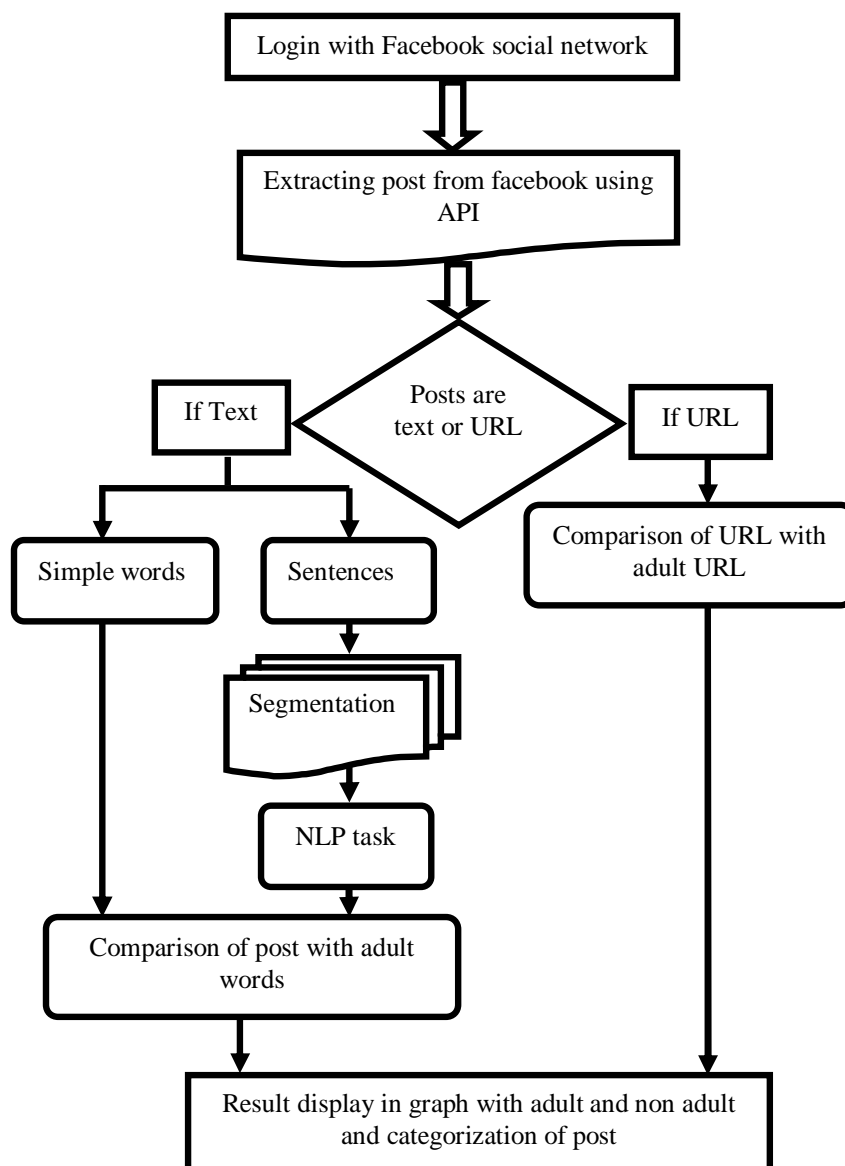 Login with Facebook social network
Extracting post from facebook using
API
Posts are
text or URL
If Text
If URL
Simple words
Sentences
Comparison of URL with
adult URL
Segmentation
NLP task
Comparison of post with adult
words
Result display in graph with adult and non adult
and categorization of post